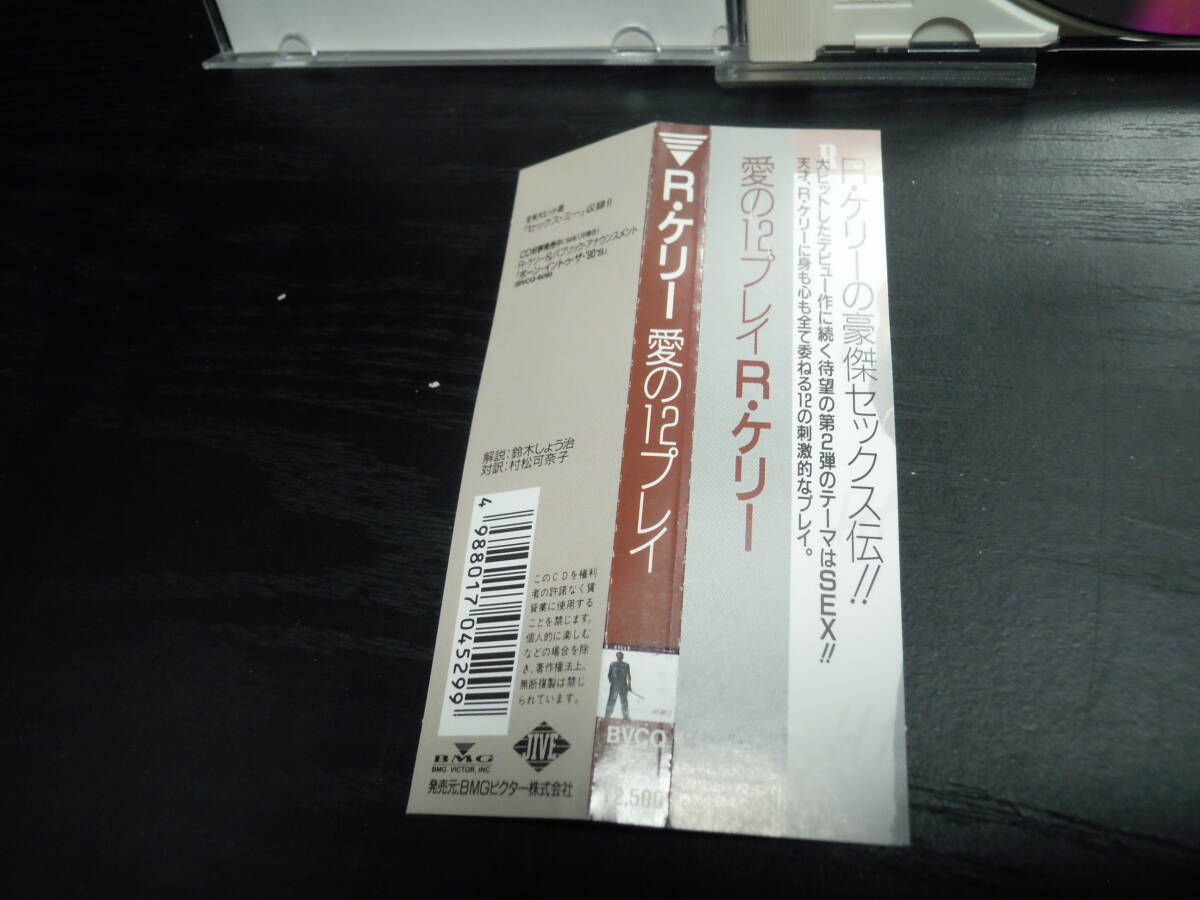 R・ケリーの豪傑セックス伝!!
大ヒットしたデビュー作に続く待望の第2弾のテーマはSEX!!
天才、R・ケリーに身も心も全て委ねる12の刺激的なプレイ。
愛の12プレイ R・ケリー
R・ケリー 愛の12プレイ
BVCQ
2,500
全米大ヒット曲
「セックス・ミー」収録!!
R・ケリー&パブリック・アナウンスメント
「ボーン・イントゥ・ザ・'90'S」
解説:鈴木しょう治
対訳:村松可奈子
4 988017 045299
このCDを権利
者の許諾なく賃
貸業に使用する
ことを禁じます。
個人的に楽しむ
などの場合を除
き、著作権法上、
無断複製は禁じ
られています。
BMG
BMG VICTOR, INC.
JIVE
発売元:BMGビクター株式会社